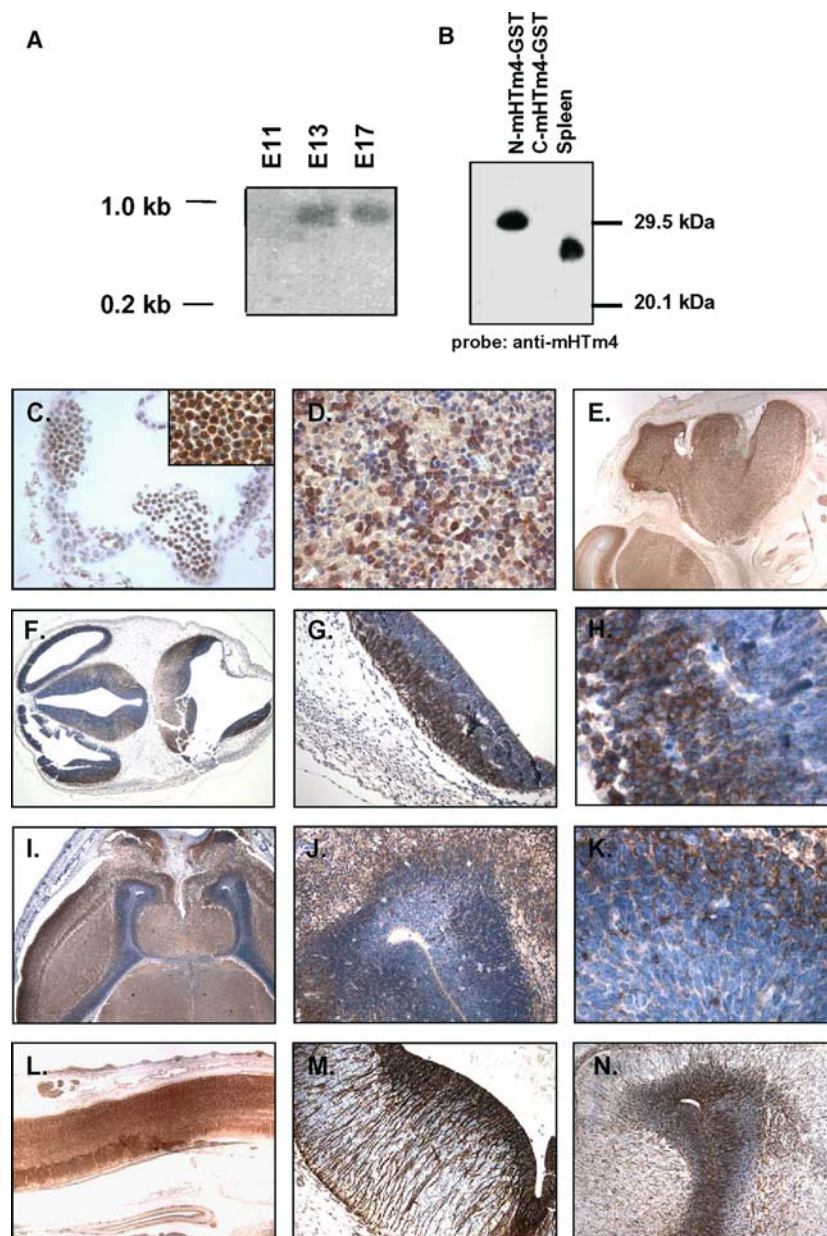 A
B
E11
E13
E17
1.0 kb
0.2 kb
N-mHTm4-GST
C-mHTm4-GST
Spleen
29.5 kDa
20.1 kDa
probe: anti-mHTm4
C.
D.
E.
F.
G.
H.
I.
J.
K.
L.
M.
N.